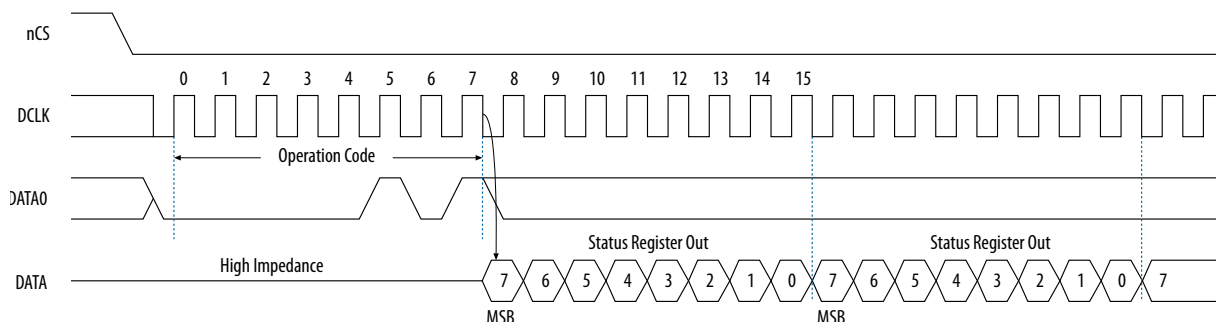 nCS
0 1 2 3 4 5 6 7 8 9 10 11 12 13 14 15
DCLK
Operation Code
DATA0
Status Register Out Status Register Out
High Impedance
DATA 7 6 5 4 3 2 1 0 7 6 5 4 3 2 1 0 7
MSB MSB